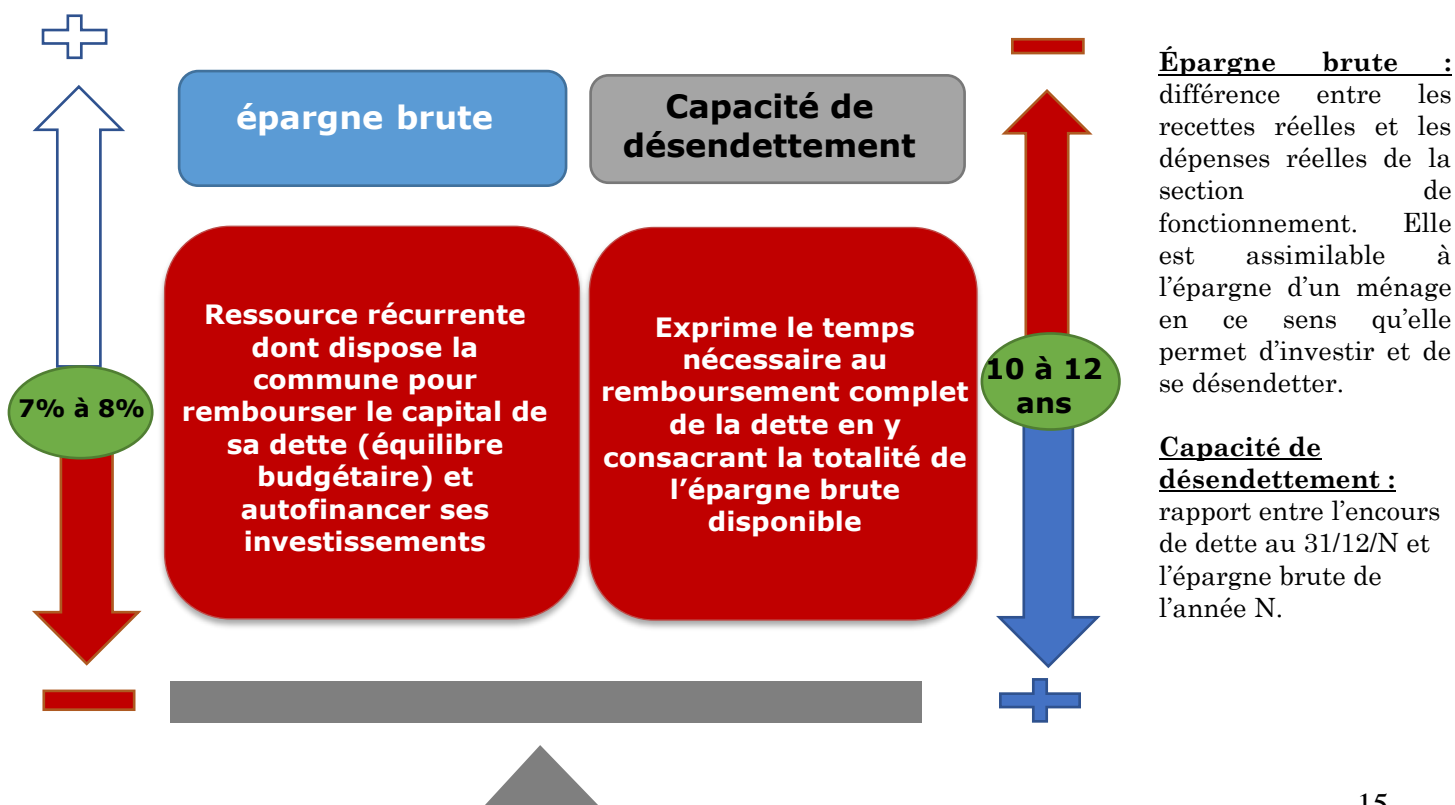 épargne brute
Capacité de
désendettement
Ressource récurrente
dont dispose la
commune pour
rembourser le capital de
sa dette (équilibre
budgétaire) et
autofinancer ses
investissements
Exprime le temps
nécessaire au
remboursement complet
de la dette en y
consacrant la totalité de
l’épargne brute
disponible
7% à 8%
10 à 12
ans
Épargne brute :
différence entre les
recettes réelles et les
dépenses réelles de la
section de
fonctionnement. Elle
est assimilable à
l’épargne d’un ménage
en ce sens qu’elle
permet d’investir et de
se désendetter.
Capacité de
désendettement :
rapport entre l’encours
de dette au 31/12/N et
l’épargne brute de
l’année N.
15